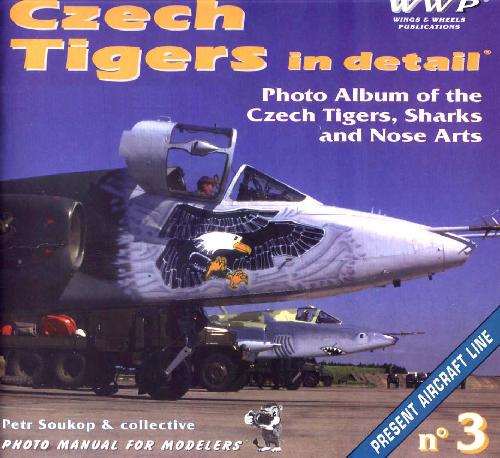 Czech
Tigers in detail
WWP
WINGS & WHEELS
PUBLICATIONS
Photo Album of the
Czech Tigers, Sharks
and Nose Arts
PRESENT AIRCRAFT LINE
n° 3
Petr Soukop & collective
PHOTO MANUAL FOR MODELERS